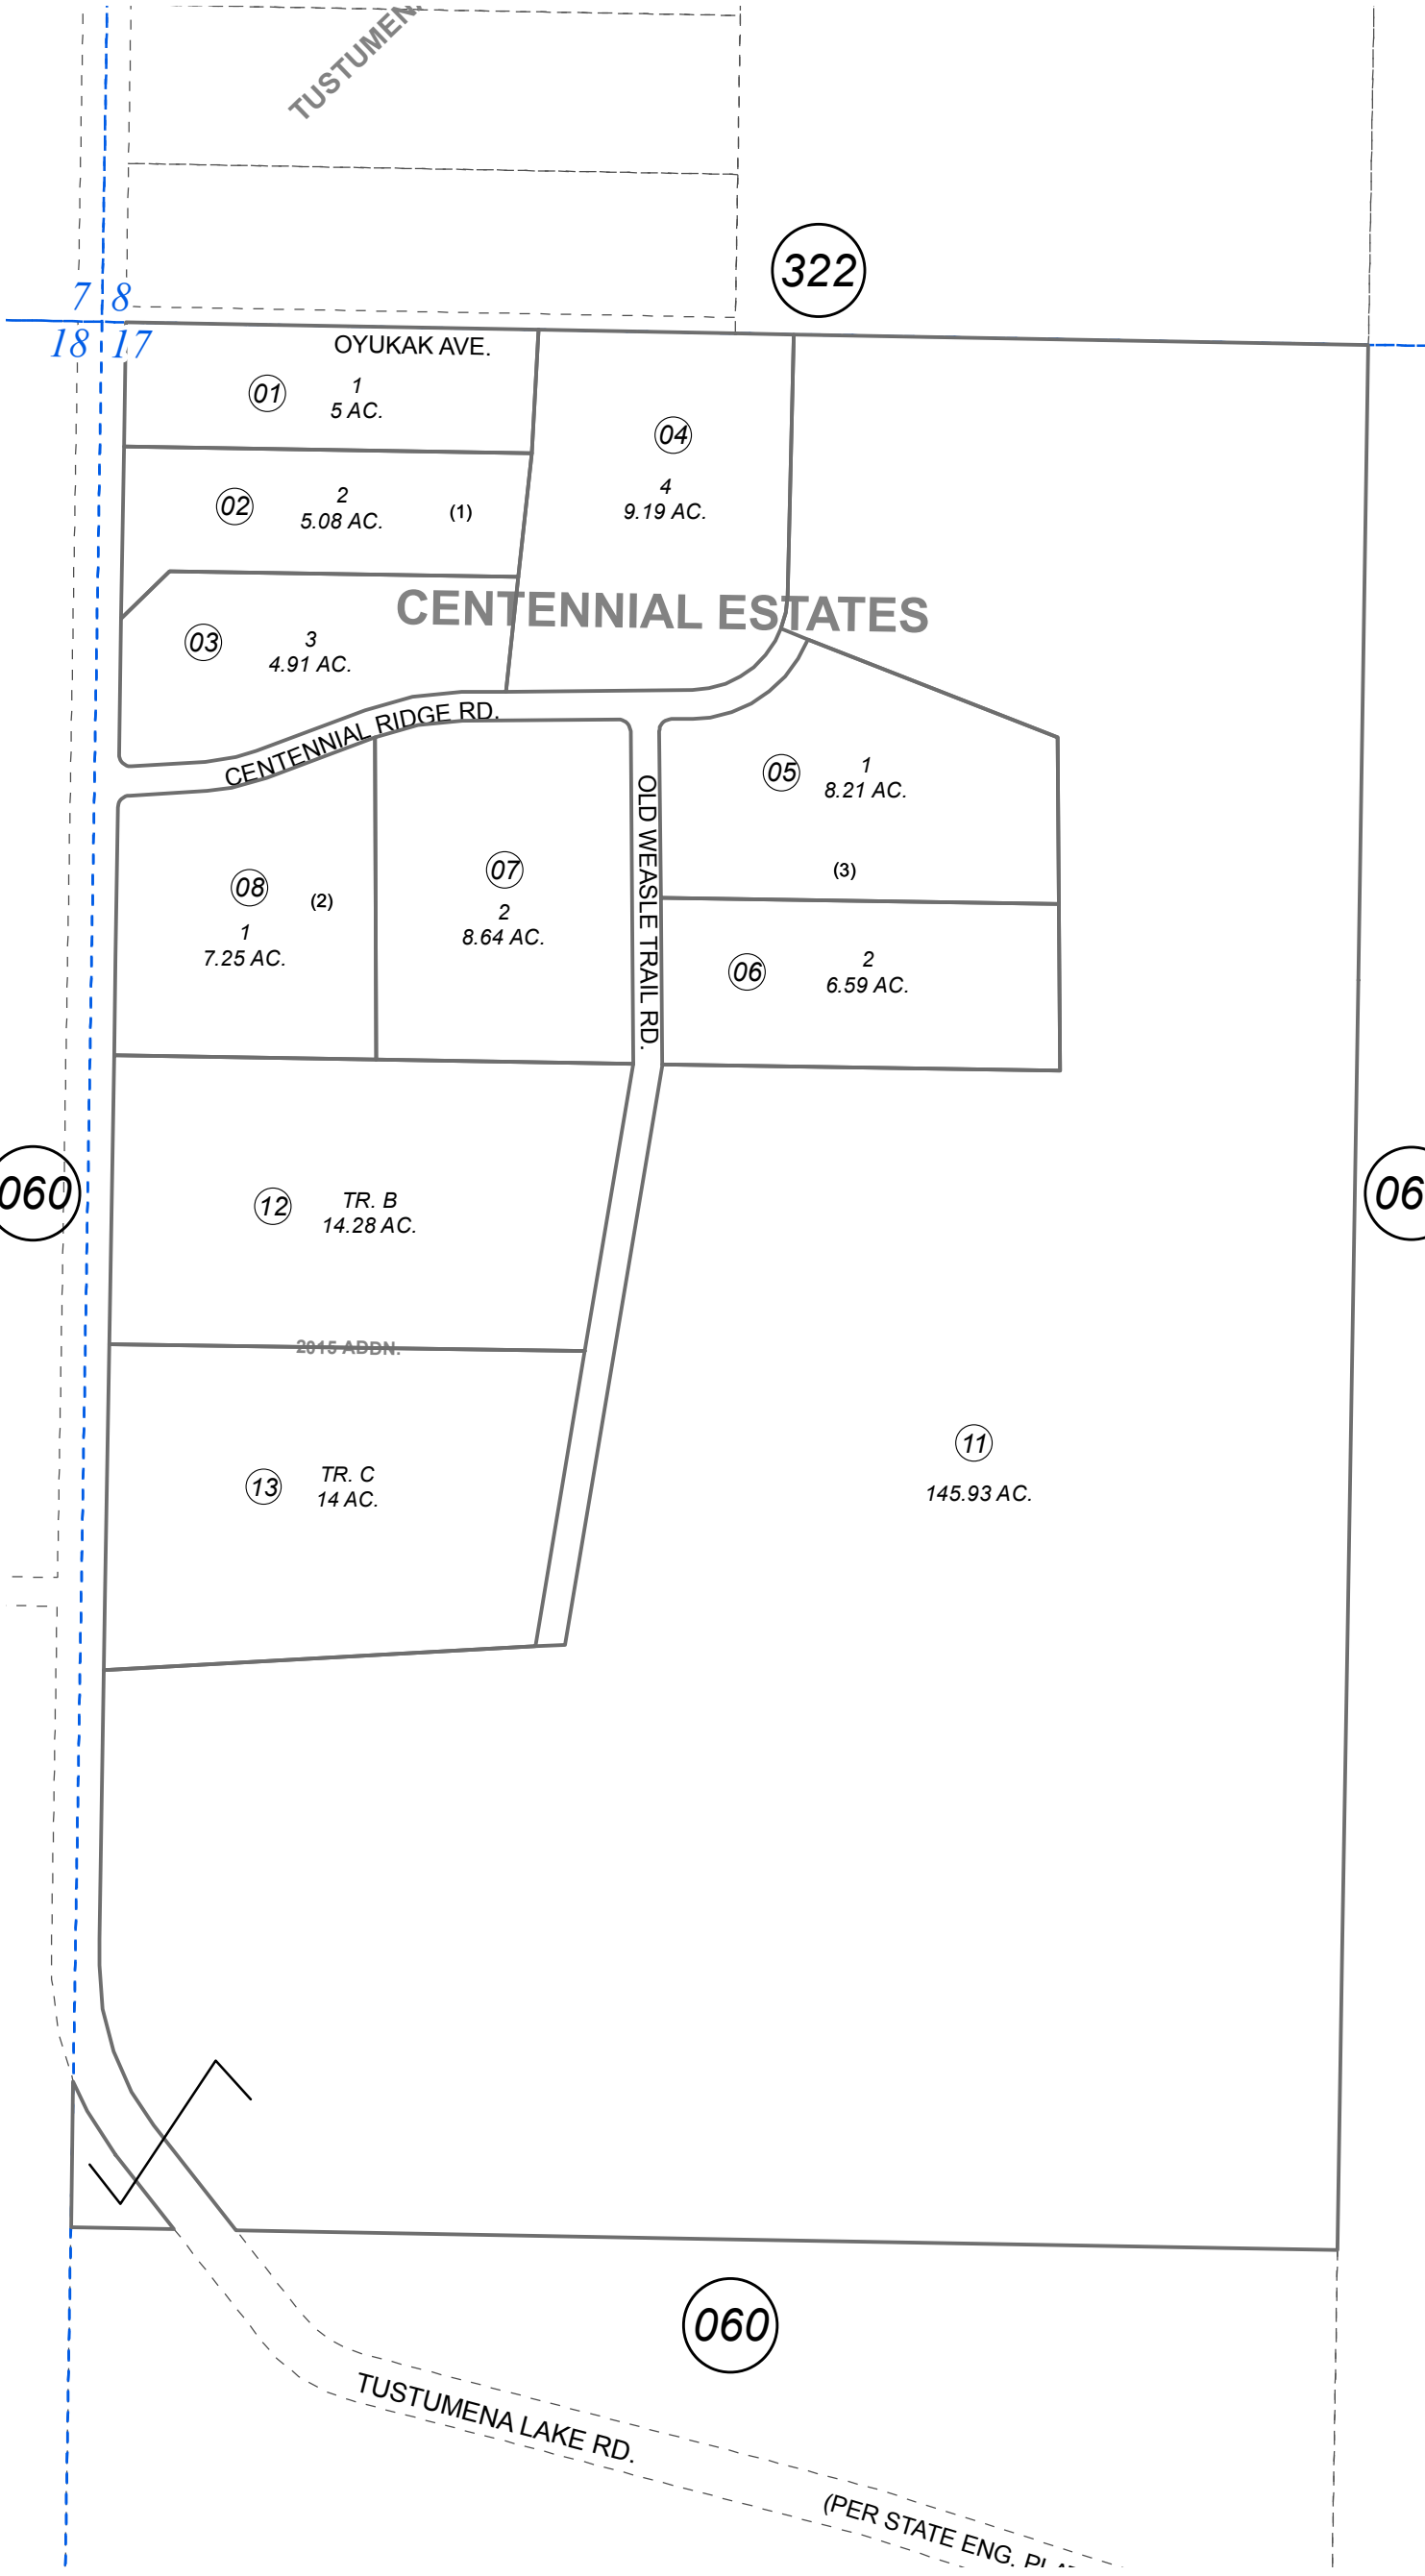 322
7 8
18 17
OYUKAK AVE.
01
1
5 AC.
04
4
9.19 AC.
02
2
5.08 AC.
(1)
CENTENNIAL ESTATES
03
3
4.91 AC.
CENTENNIAL RIDGE RD.
OLD WEASLE TRAIL RD.
05
1
8.21 AC.
(3)
08
(2)
1
7.25 AC.
07
2
8.64 AC.
06
2
6.59 AC.
060
12
TR. B
14.28 AC.
2015 ADDN.
13
TR. C
14 AC.
11
145.93 AC.
060
TUSTUMENA LAKE RD.
(PER STATE ENG.